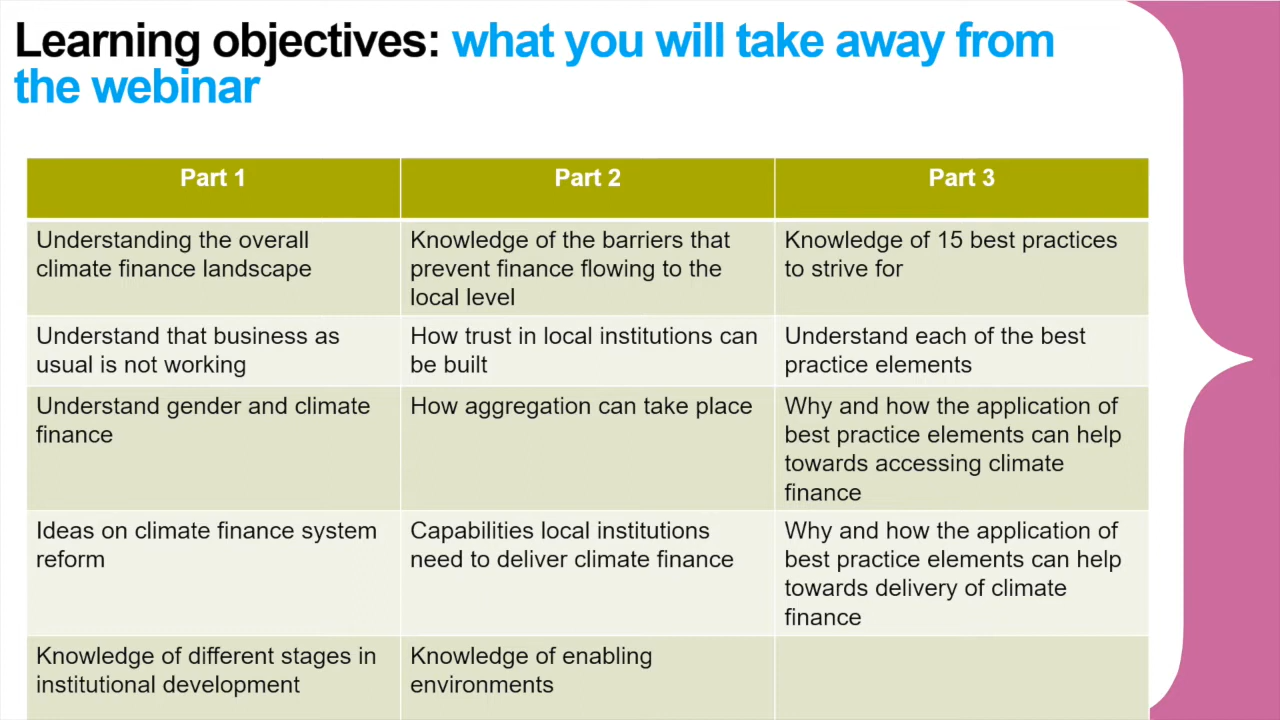 Learning objectives: what you will take away from
the webinar
Part 1
Part 2
Part 3
Understanding the overall
climate finance landscape
Knowledge of the barriers that
prevent finance flowing to the
local level
Knowledge of 15 best practices
to strive for
Understand that business as
usual is not working
How trust in local institutions can
be built
Understand each of the best
practice elements
Understand gender and climate
finance
How aggregation can take place
Why and how the application of
best practice elements can help
towards accessing climate
finance
Ideas on climate finance system
reform
Capabilities local institutions
need to deliver climate finance
Why and how the application of
best practice elements can help
towards delivery of climate
finance
Knowledge of different stages in
institutional development
Knowledge of enabling
environments